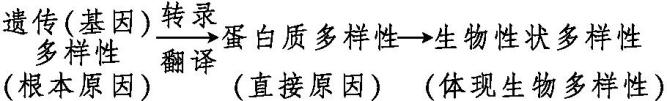 遗传(基因)多样性(根本原因) 转录 翻译 → 蛋白质多样性(直接原因) → 生物性状多样性(体现生物多样性)